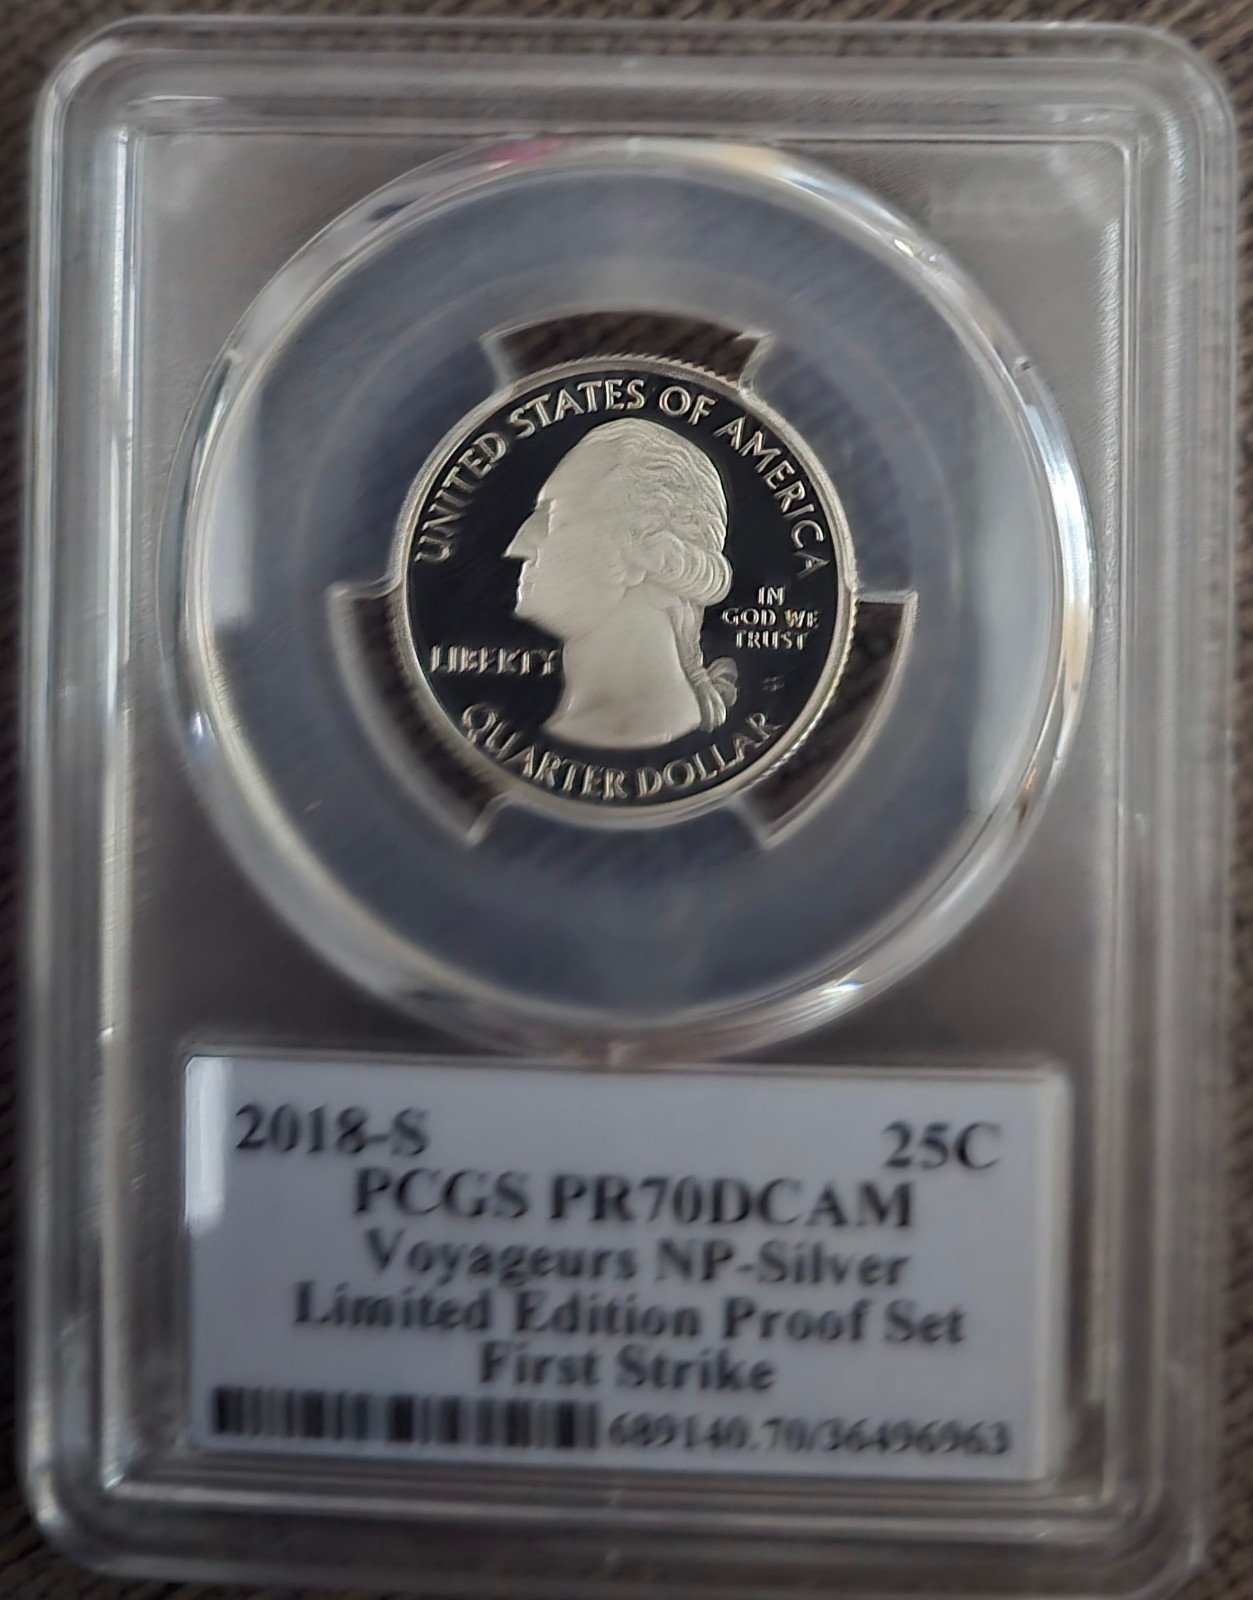 UNITED STATES OF AMERICA
LIBERTY
IN
GOD WE
TRUST
S
QUARTER DOLLAR
2018-S 25C
PCGS PR70DCAM
Voyageurs NP-Silver
Limited Edition Proof Set
First Strike
689140.70/36496963